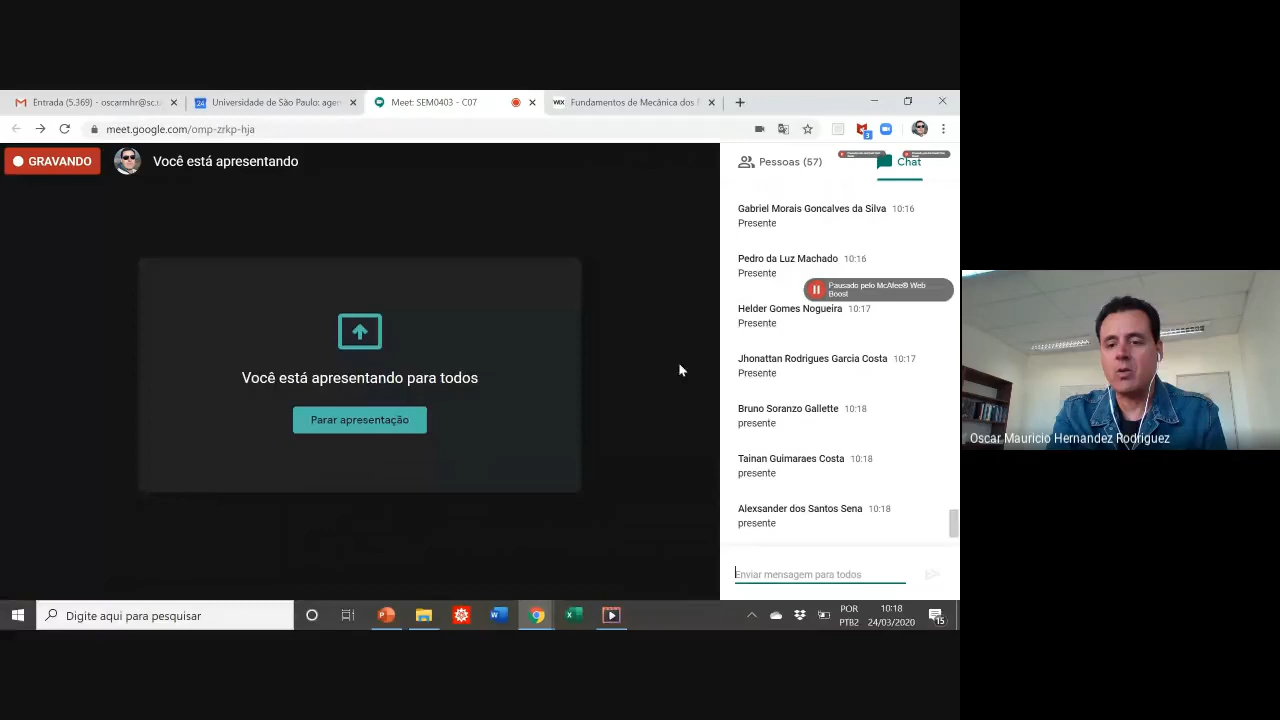 Entrada (5.369) - oscarmhr@sc.u
Universidade de São Paulo: agen
Meet: SEM0403 - C07
WIX
Fundamentos de Mecânica dos F
meet.google.com/omp-zrkp-hja
3
GRAVANDO
Você está apresentando
Pessoas (57)
Chat
Gabriel Morais Goncalves da Silva 10:16
Presente
Pedro da Luz Machado 10:16
Presente
Pausado pelo McAfee® Web
Boost
Helder Gomes Nogueira 10:17
Presente
Jhonattan Rodrigues Garcia Costa 10:17
Presente
Bruno Soranzo Gallette 10:18
presente
Tainan Guimaraes Costa 10:18
presente
Alexsander dos Santos Sena 10:18
presente
Enviar mensagem para todos
Você está apresentando para todos
Parar apresentação
Oscar Mauricio Hernandez Rodriguez
Digite aqui para pesquisar
POR
PTB2
10:18
24/03/2020
15